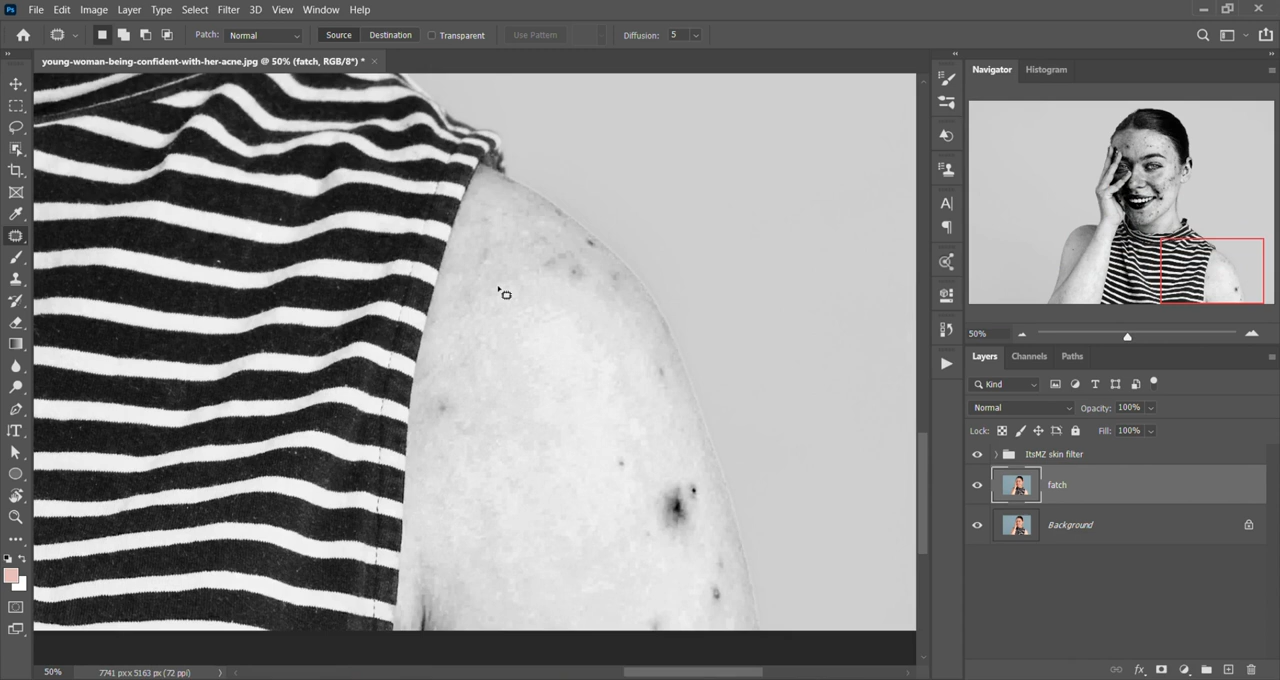 Ps File Edit Image Layer Type Select Filter 3D View Window Help
Patch: Normal Source Destination Transparent Use Pattern Diffusion: 5
young-woman-being-confident-with-her-acne.jpg @ 50% (fatch, RGB/8*) *
Navigator Histogram
50%
Layers Channels Paths
Kind
Normal Opacity: 100%
Lock: Fill: 100%
ItsMZ skin filter
fatch
Background
50% 7741 px x 5163 px (72 ppi)